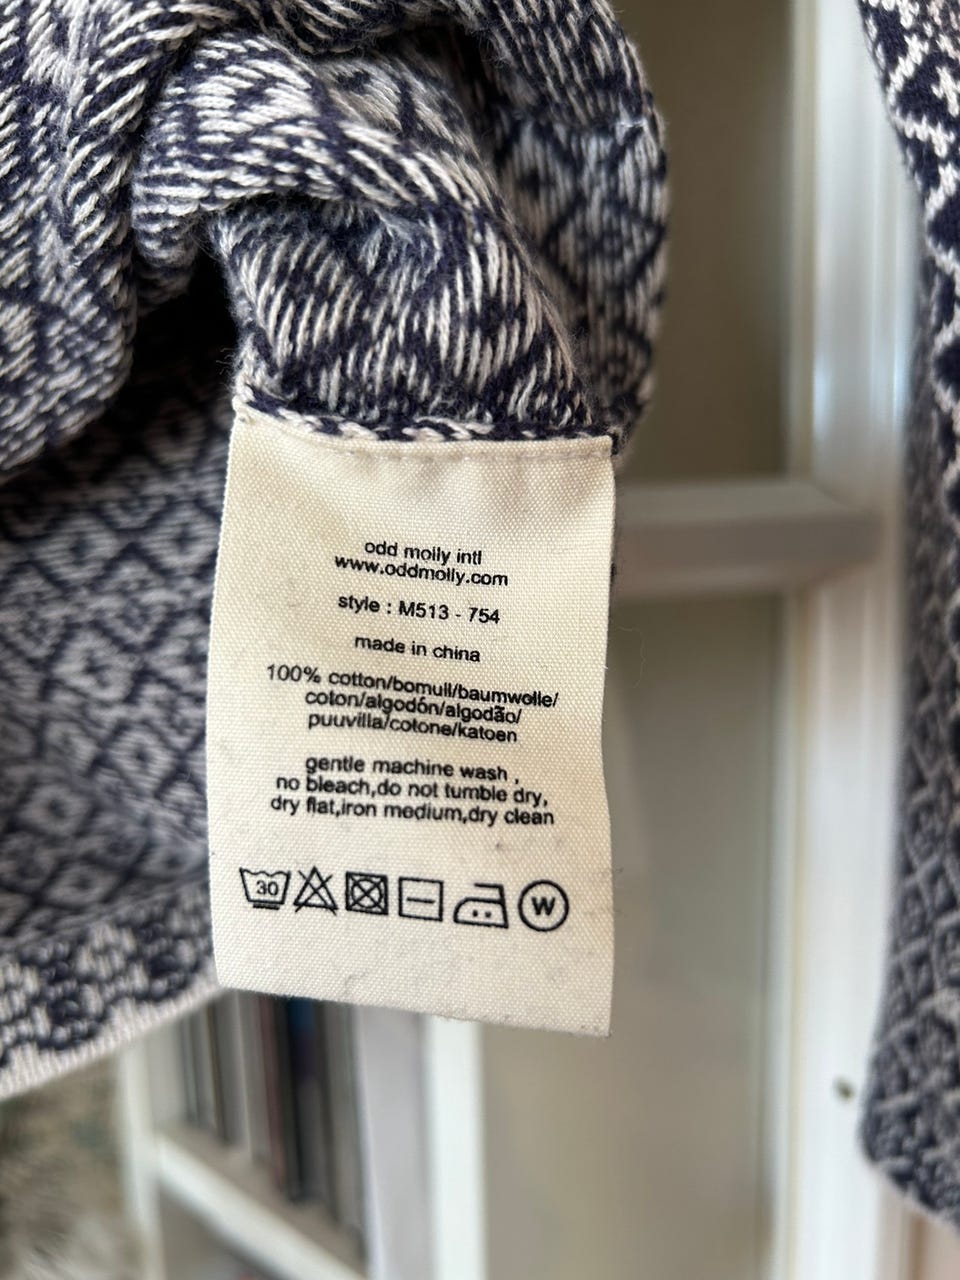 odd molly intl
www.oddmolly.com
style : M513 - 754
made in china
100% cotton/bomull/baumwolle/
coton/algodón/algodão/
puuvilla/cotone/katoen
gentle machine wash ,
no bleach,do not tumble dry,
dry flat,iron medium,dry clean
30 W